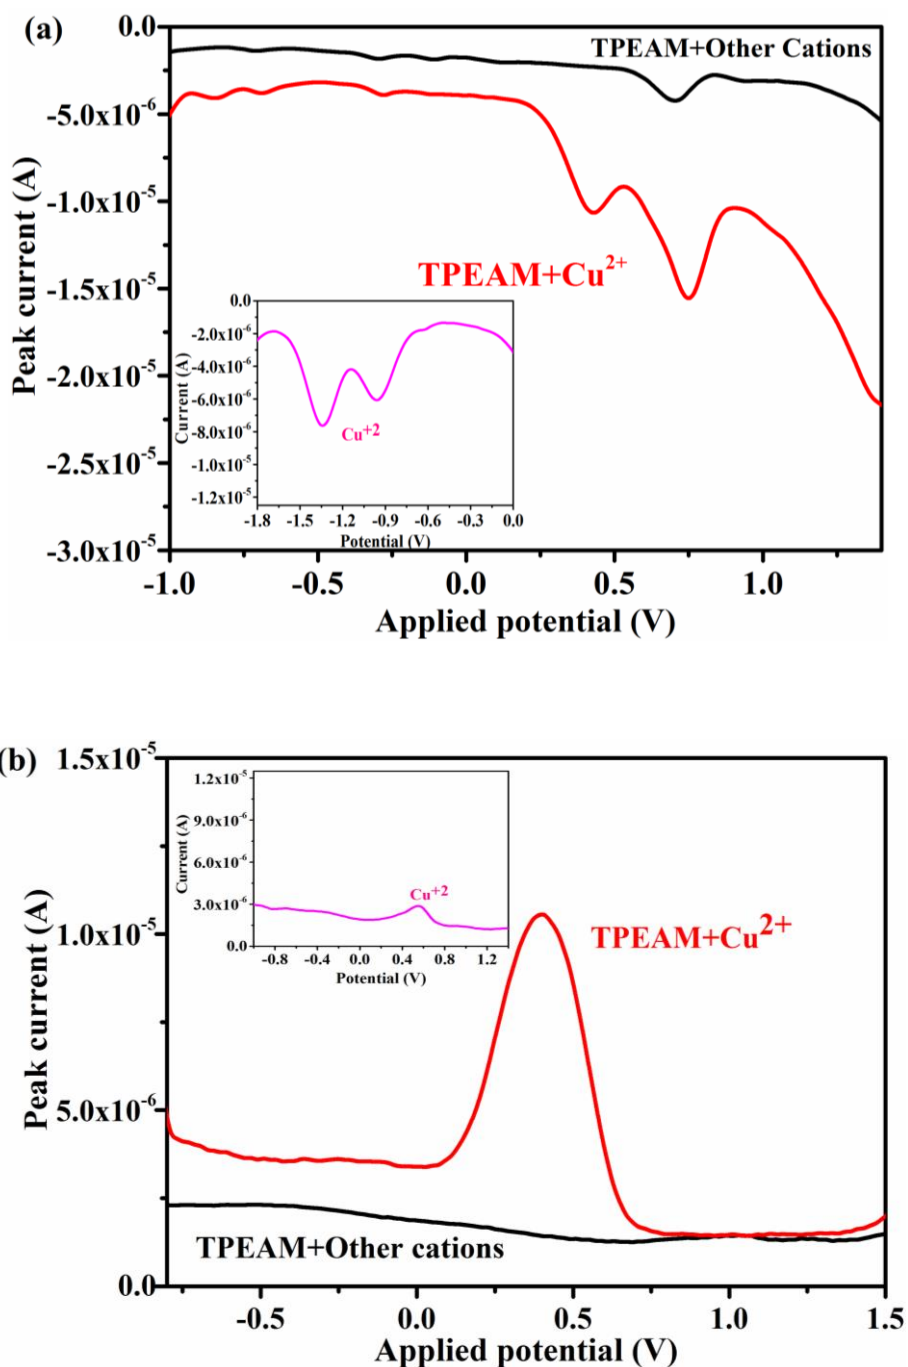 (a)
0.0
TPEAM+Other Cations
-5.0x10⁻⁶
-1.0x10⁻⁵
TPEAM+Cu²⁺
-1.5x10⁻⁵
-2.0x10⁻⁵
-2.5x10⁻⁵
-3.0x10⁻⁵
Peak current (A)
0.0
-2.0x10⁻⁶
-4.0x10⁻⁶
-6.0x10⁻⁶
-8.0x10⁻⁶
-1.0x10⁻⁵
-1.2x10⁻⁵
Current (A)
Cu⁺²
-1.8 -1.5 -1.2 -0.9 -0.6 -0.3 0.0
Potential (V)
-1.0 -0.5 0.0 0.5 1.0
Applied potential (V)
(b)
1.5x10⁻⁵
1.0x10⁻⁵
5.0x10⁻⁶
0.0
Peak current (A)
1.2x10⁻⁵
9.0x10⁻⁶
6.0x10⁻⁶
3.0x10⁻⁶
0.0
Current (A)
Cu⁺²
-0.8 -0.4 0.0 0.4 0.8 1.2
Potential (V)
TPEAM+Cu²⁺
TPEAM+Other cations
-0.5 0.0 0.5 1.0 1.5
Applied potential (V)